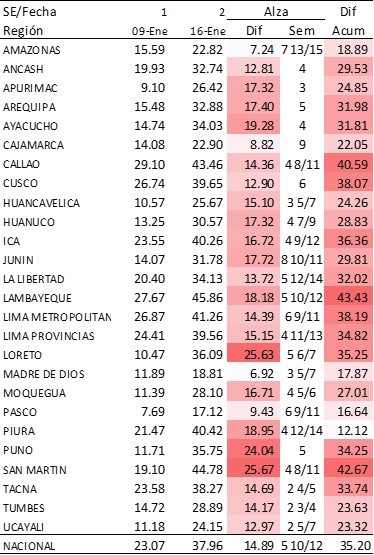 SE/Fecha 1 2 Alza Dif
Región 09-Ene 16-Ene Dif Sem Acum
AMAZONAS 15.59 22.82 7.24 7 13/15 18.89
ANCASH 19.93 32.74 12.81 4 29.53
APURIMAC 9.10 26.42 17.32 3 24.85
AREQUIPA 15.48 32.88 17.40 5 31.98
AYACUCHO 14.74 34.03 19.28 4 31.81
CAJAMARCA 14.08 22.90 8.82 9 22.05
CALLAO 29.10 43.46 14.36 4 8/11 40.59
CUSCO 26.74 39.65 12.90 6 38.07
HUANCAVELICA 10.57 25.67 15.10 3 5/7 24.26
HUANUCO 13.25 30.57 17.32 4 7/9 28.83
ICA 23.55 40.26 16.72 4 9/12 36.36
JUNIN 14.07 31.78 17.72 8 10/11 29.81
LA LIBERTAD 20.40 34.13 13.72 5 12/14 32.02
LAMBAYEQUE 27.67 45.86 18.18 5 10/12 43.43
LIMA METROPOLITAN 26.87 41.26 14.39 6 9/11 38.19
LIMA PROVINCIAS 24.41 39.56 15.15 4 11/13 34.82
LORETO 10.47 36.09 25.63 5 6/7 35.25
MADRE DE DIOS 11.89 18.81 6.92 3 5/7 17.87
MOQUEGUA 11.39 28.10 16.71 4 5/6 27.01
PASCO 7.69 17.12 9.43 6 9/11 16.64
PIURA 21.47 40.42 18.95 4 12/14 12.12
PUNO 11.71 35.75 24.04 5 34.25
SAN MARTIN 19.10 44.78 25.67 4 8/11 42.67
TACNA 23.58 38.27 14.69 2 4/5 33.74
TUMBES 14.72 28.89 14.17 2 3/4 23.63
UCAYALI 11.18 24.15 12.97 2 5/7 23.32
NACIONAL 23.07 37.96 14.89 5 10/12 35.20